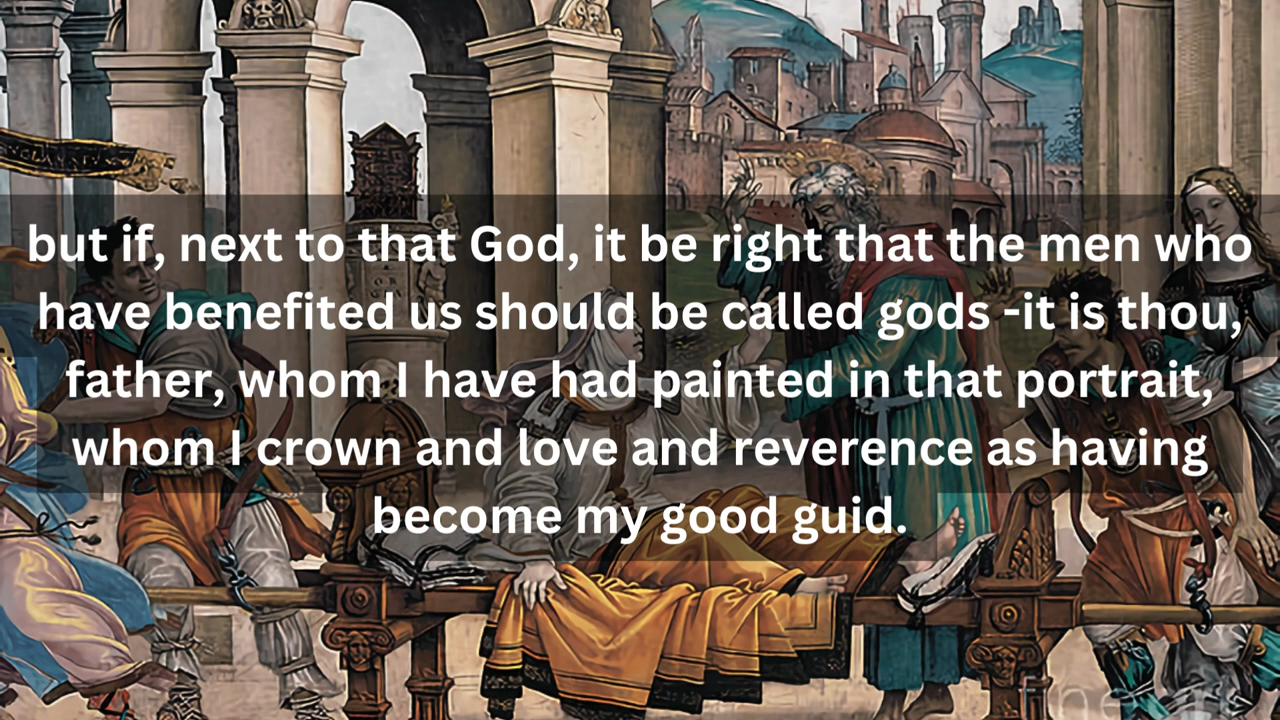 but if, next to that God, it be right that the men who
have benefited us should be called gods -it is thou,
father, whom I have had painted in that portrait,
whom I crown and love and reverence as having
become my good guid.